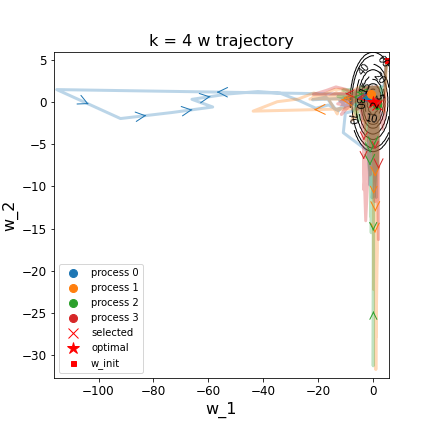 k = 4 w trajectory
w_2
5
0
−5
−10
−15
−20
−25
−30
−100
−80
−60
−40
−20
0
w_1
process 0
process 1
process 2
process 3
selected
optimal
w_init
10